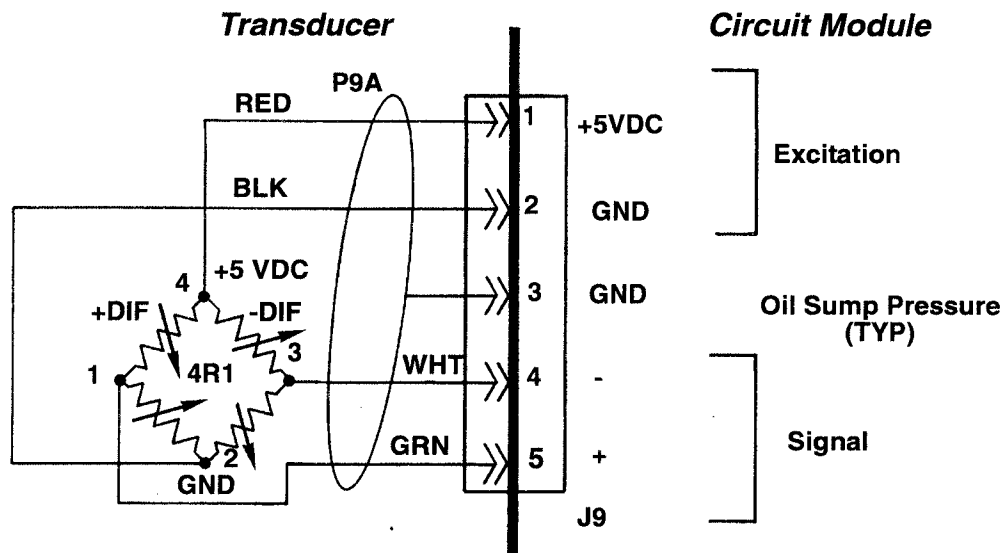 Transducer
Circuit Module
P9A
RED
1
+5VDC
Excitation
BLK
2
GND
4
+5 VDC
3
GND
+DIF
-DIF
Oil Sump Pressure
(TYP)
3
1
4R1
WHT
4
-
GRN
5
+
Signal
2
GND
J9